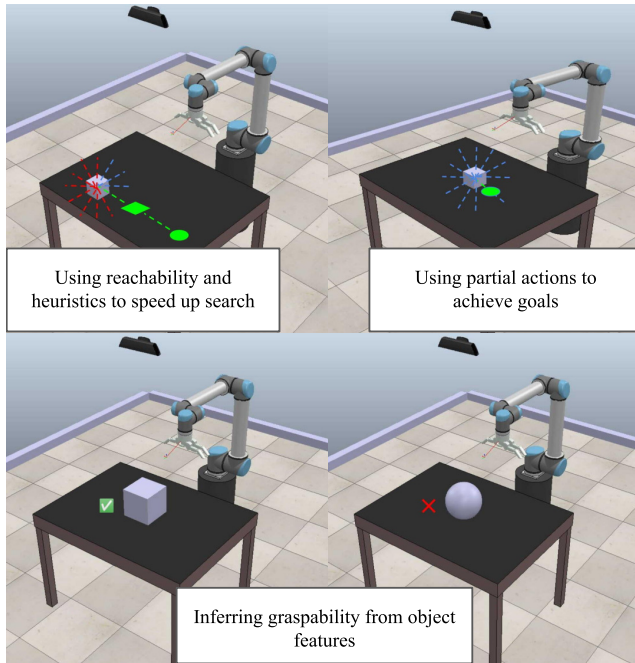 Using reachability and
heuristics to speed up search
Using partial actions to
achieve goals
Inferring graspability from object
features